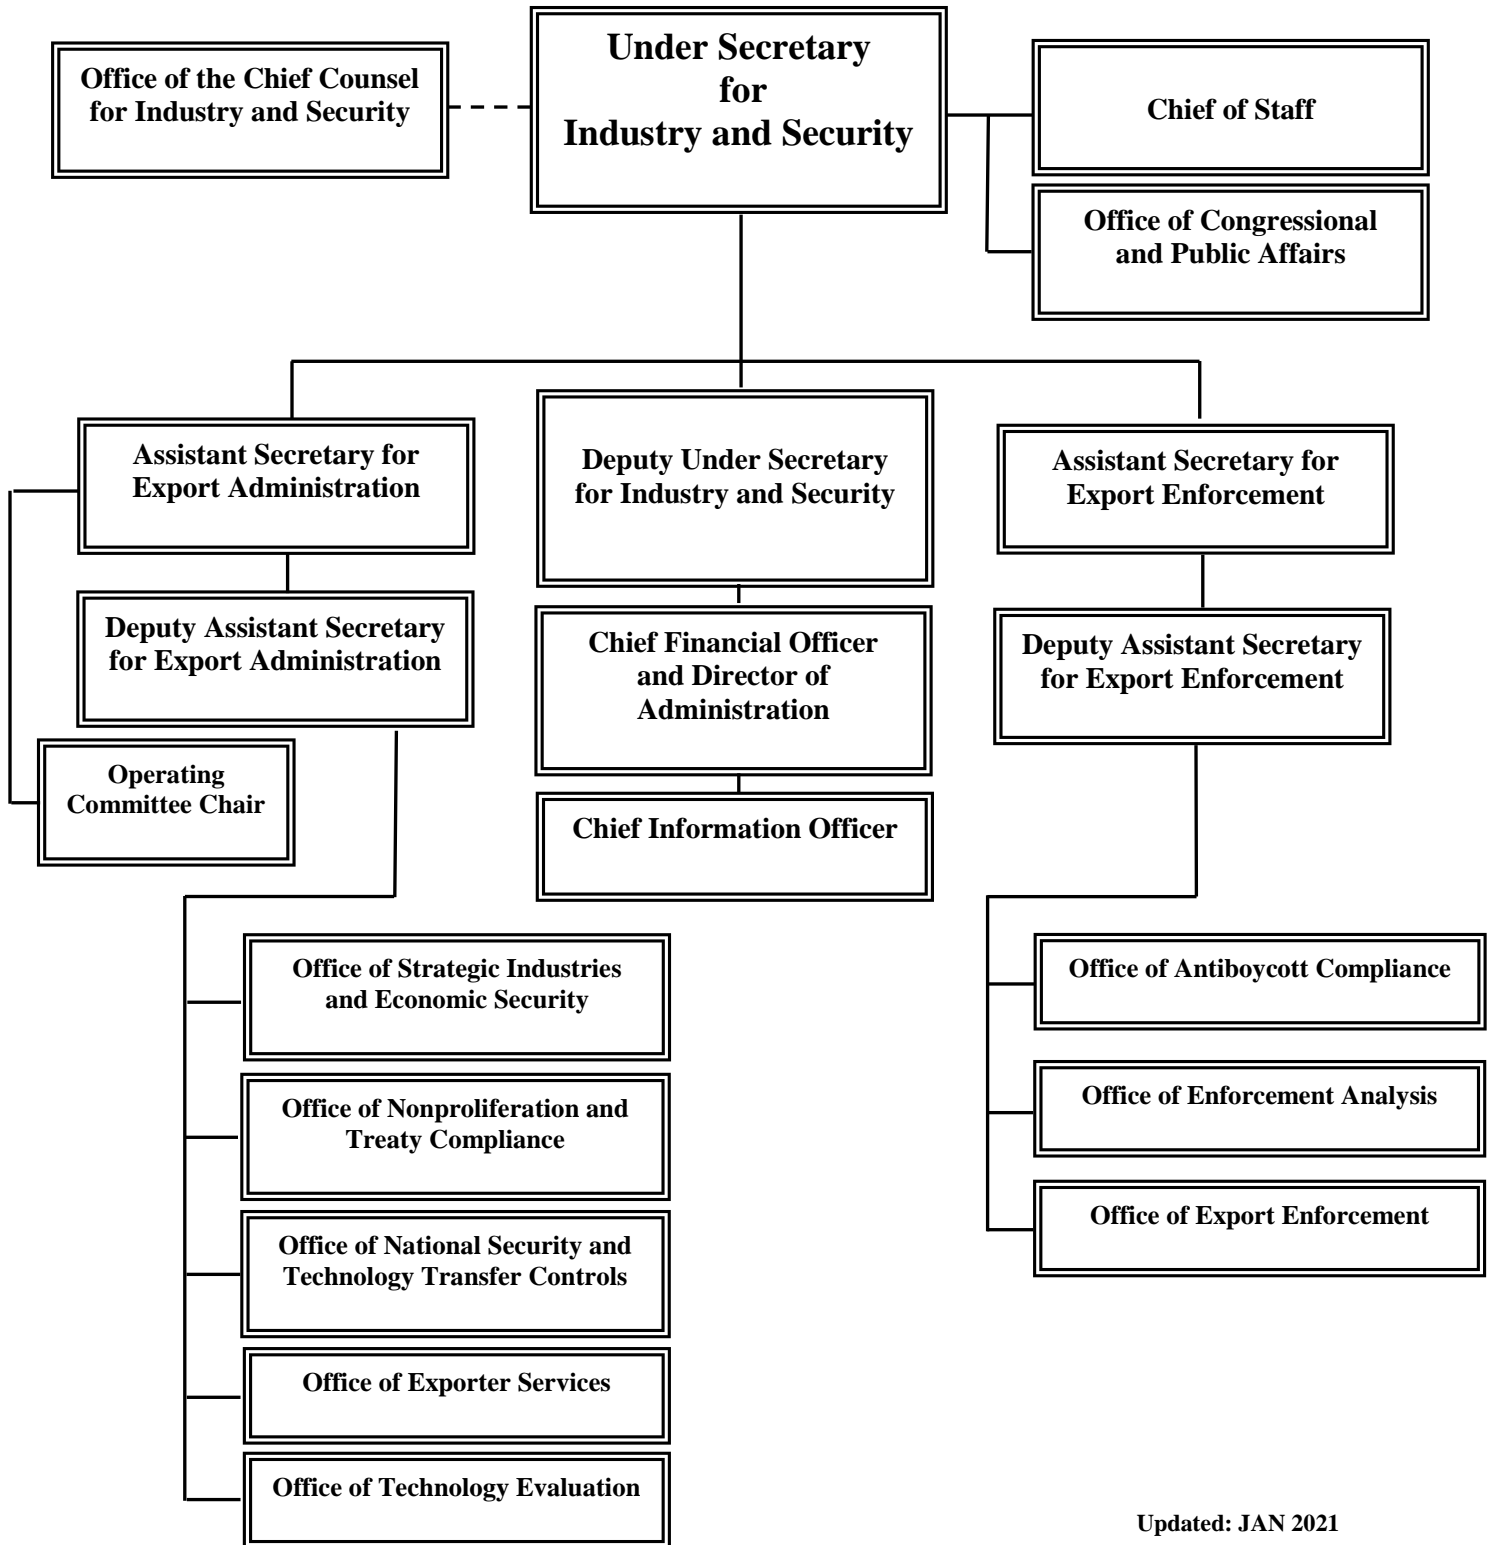 Under Secretary
for
Industry and Security
Office of the Chief Counsel
for Industry and Security
Chief of Staff
Office of Congressional
and Public Affairs
Assistant Secretary for
Export Administration
Deputy Under Secretary
for Industry and Security
Assistant Secretary for
Export Enforcement
Deputy Assistant Secretary
for Export Administration
Chief Financial Officer
and Director of
Administration
Deputy Assistant Secretary
for Export Enforcement
Operating
Committee Chair
Chief Information Officer
Office of Strategic Industries
and Economic Security
Office of Nonproliferation and
Treaty Compliance
Office of National Security and
Technology Transfer Controls
Office of Exporter Services
Office of Technology Evaluation
Office of Antiboycott Compliance
Office of Enforcement Analysis
Office of Export Enforcement
Updated: JAN 2021